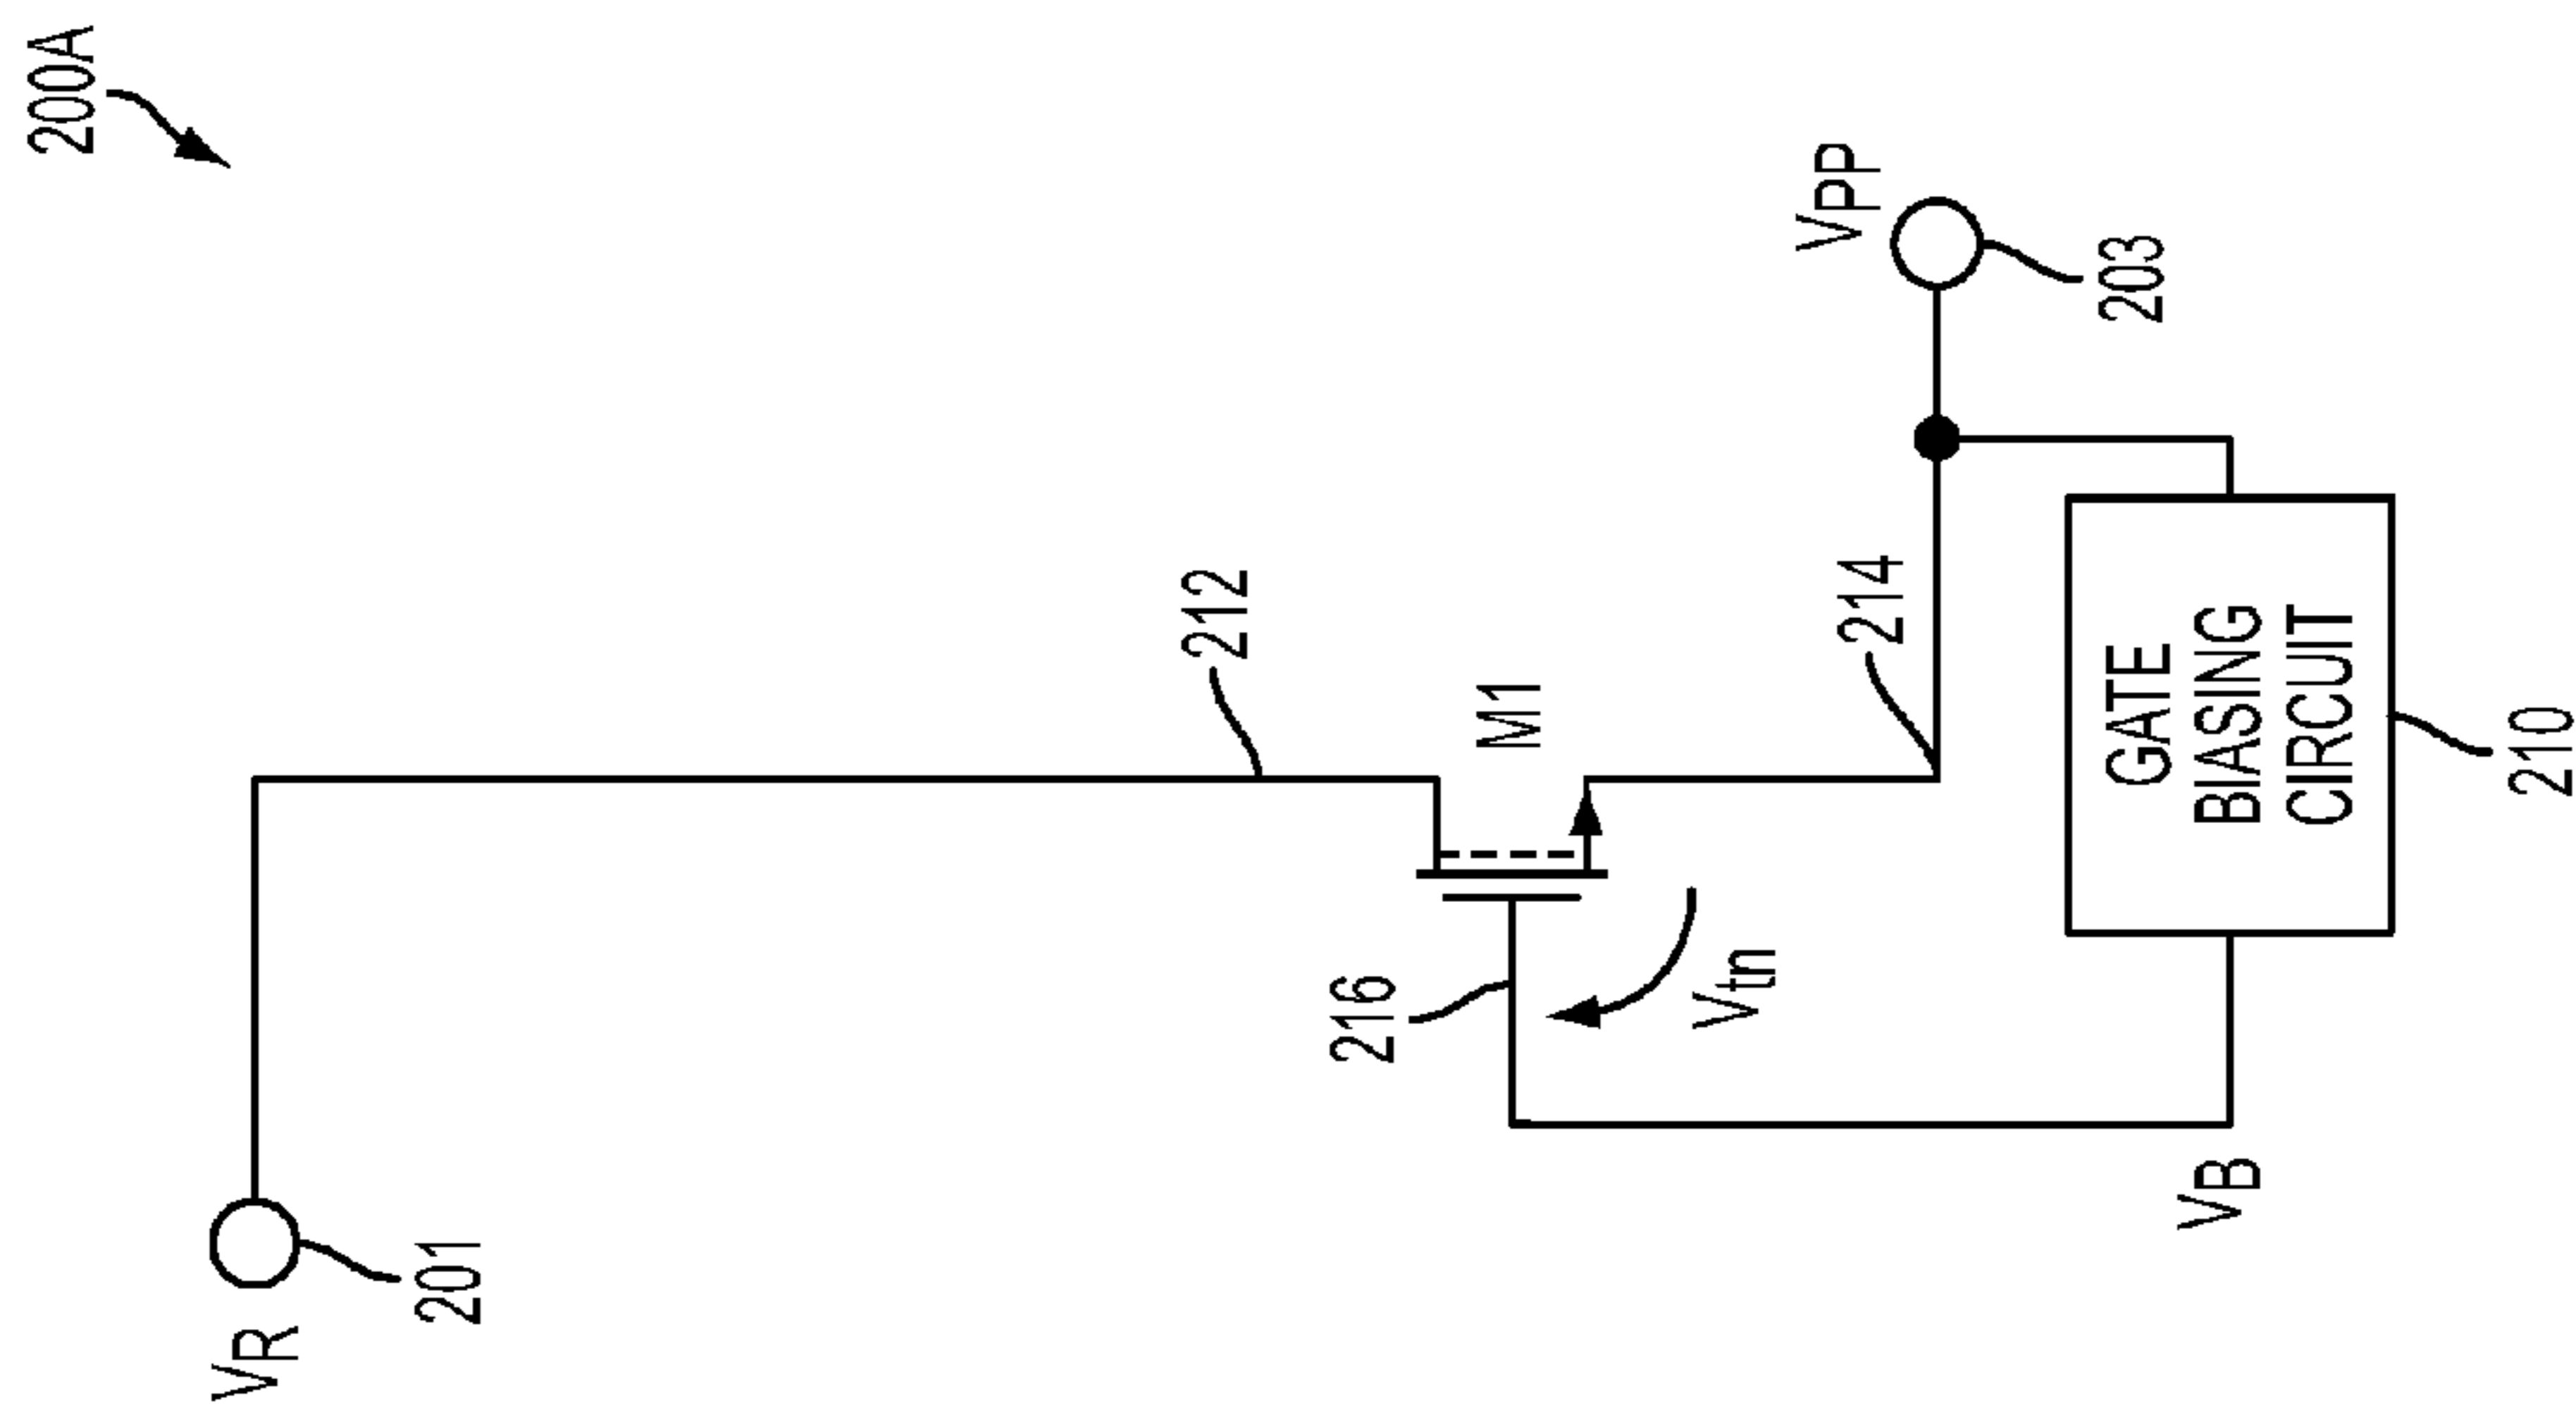 200A
VR
201
212
M1
216
Vtn
214
VPP
203
GATE
BIASING
CIRCUIT
VB
210